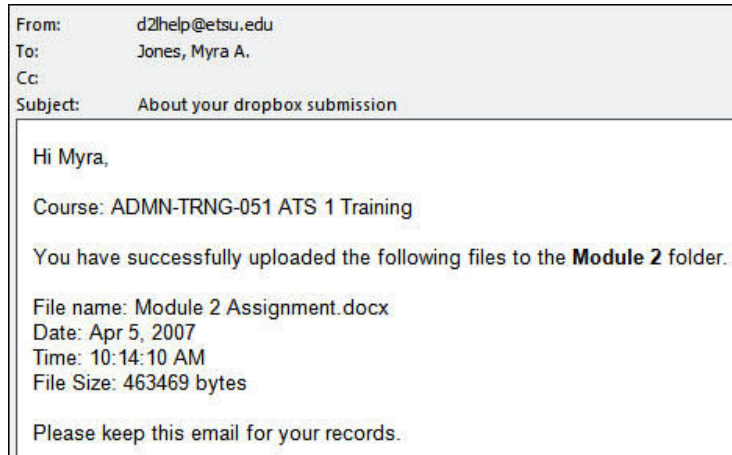 From: d2lhelp@etsu.edu
To: Jones, Myra A.
Cc:
Subject: About your dropbox submission
Hi Myra,
Course: ADMN-TRNG-051 ATS 1 Training
You have successfully uploaded the following files to the Module 2 folder.
File name: Module 2 Assignment.docx
Date: Apr 5, 2007
Time: 10:14:10 AM
File Size: 463469 bytes
Please keep this email for your records.